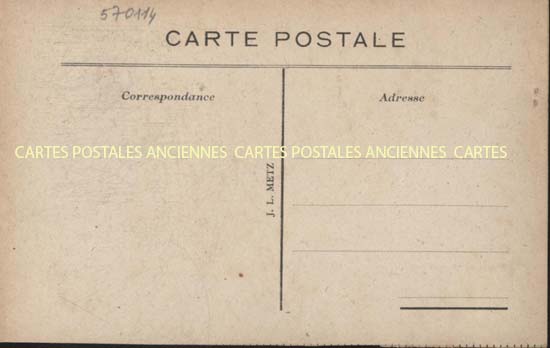 570114
CARTE POSTALE
Correspondance
Adresse
CARTES POSTALES ANCIENNES CARTES POSTALES ANCIENNES CARTES
J. L. METZ